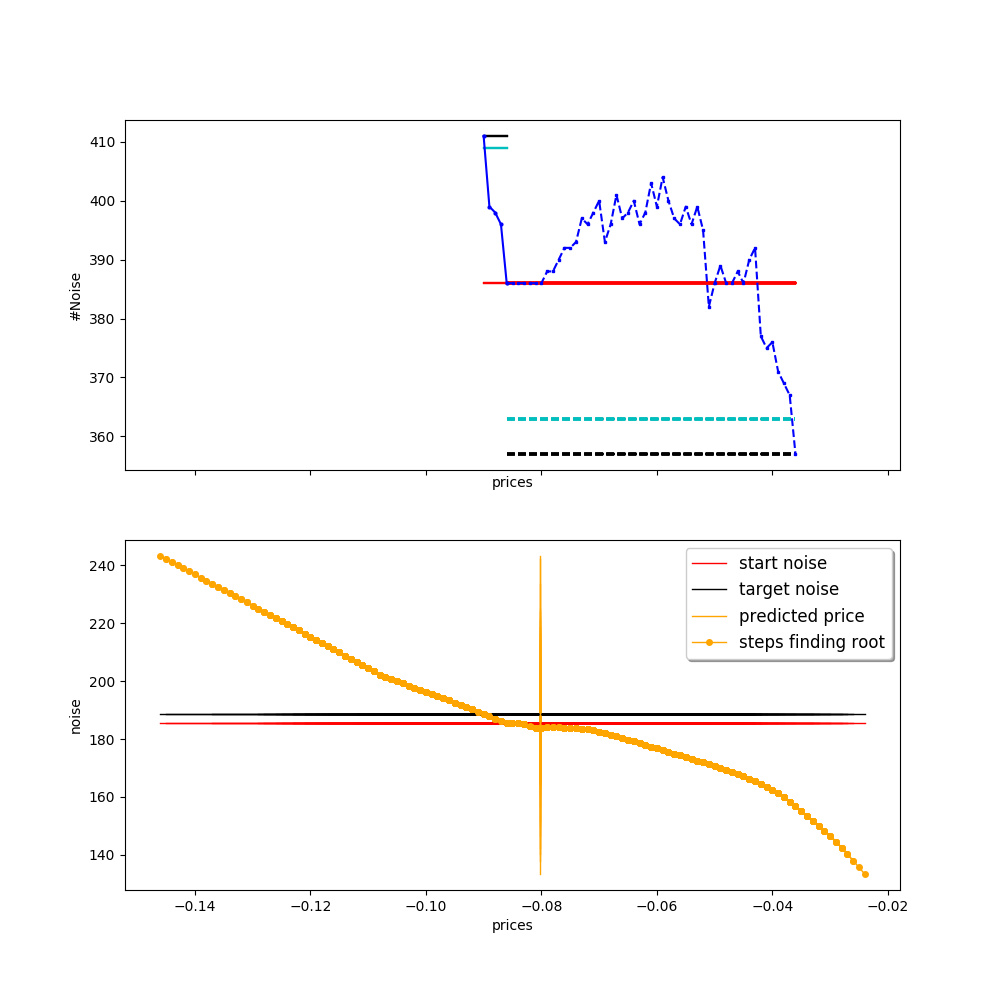 410
400
390
380
370
360
#Noise
prices
240
220
200
180
160
140
noise
start noise
target noise
predicted price
steps finding root
−0.14
−0.12
−0.10
−0.08
−0.06
−0.04
−0.02
prices